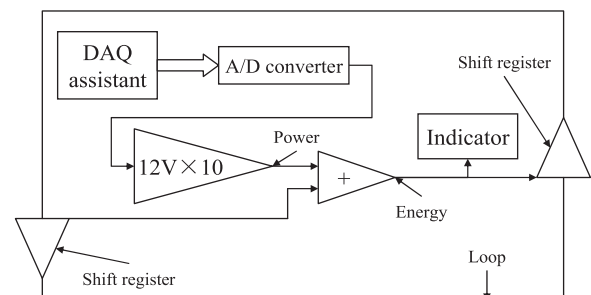 DAQ
assistant
A/D converter
Shift register
Indicator
Power
12V×10
+
Energy
Shift register
Loop